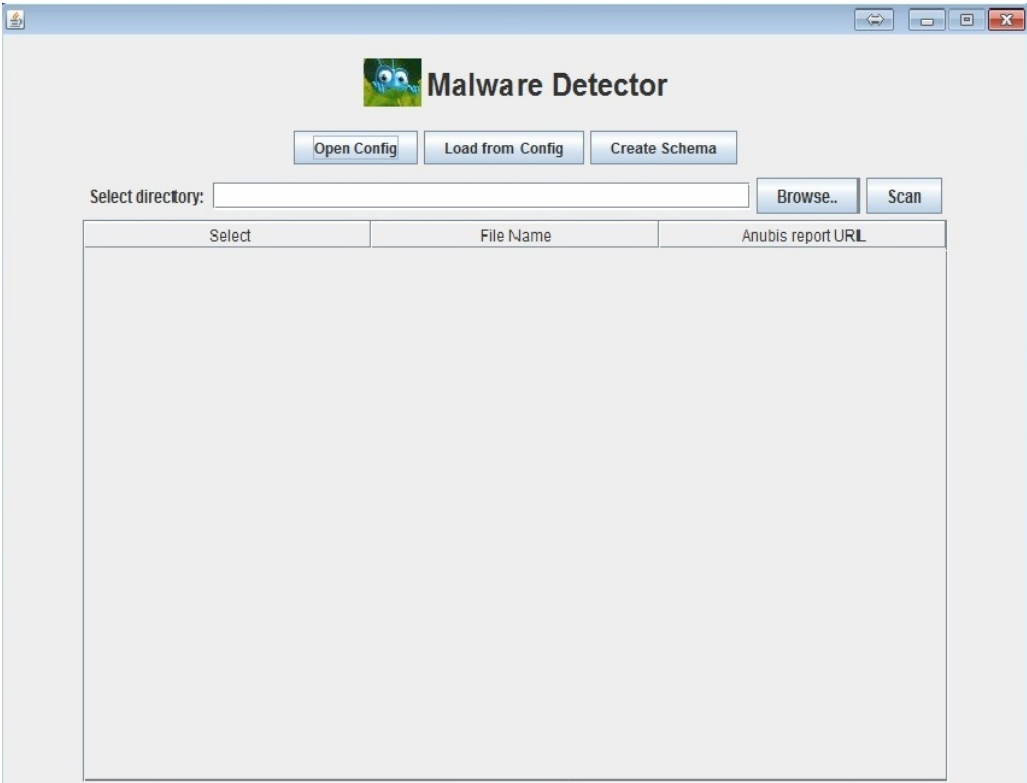 Malware Detector
Open Config Load from Config Create Schema
Select directory: Browse.. Scan
Select File Name Anubis report URL